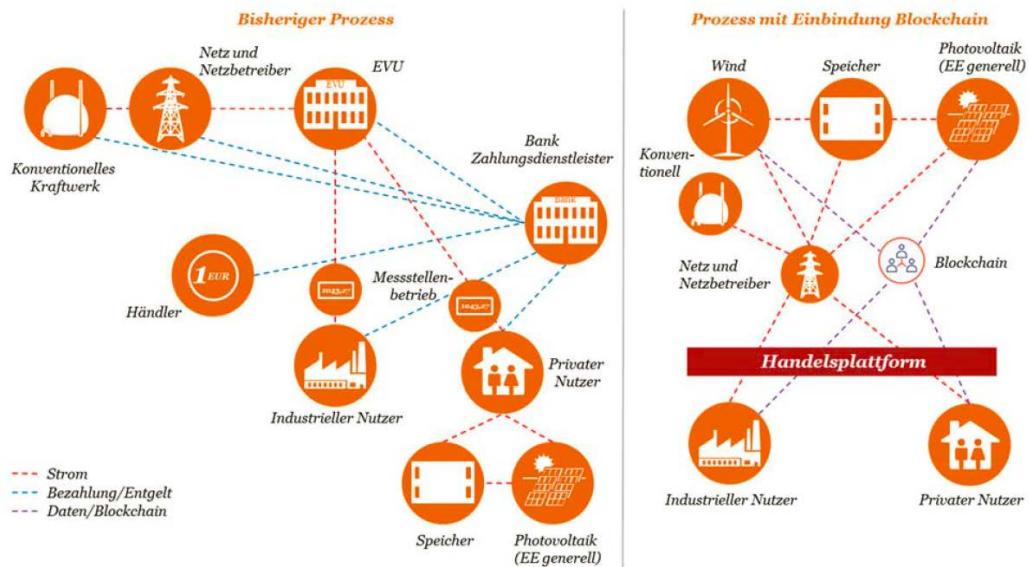 Bisheriger Prozess
Netz und
Netzbetreiber
EVU
EVU
Konventionelles
Kraftwerk
Bank
Zahlungsdienstleister
BANK
1 EUR
Händler
Messstellen-
betrieb
Industrieller Nutzer
Privater
Nutzer
Speicher
Photovoltaik
(EE generell)
Strom
Bezahlung/Entgelt
Daten/Blockchain
Prozess mit Einbindung Blockchain
Wind
Speicher
Photovoltaik
(EE generell)
Konven-
tionell
Netz und
Netzbetreiber
Blockchain
Handelsplattform
Industrieller Nutzer
Privater Nutzer